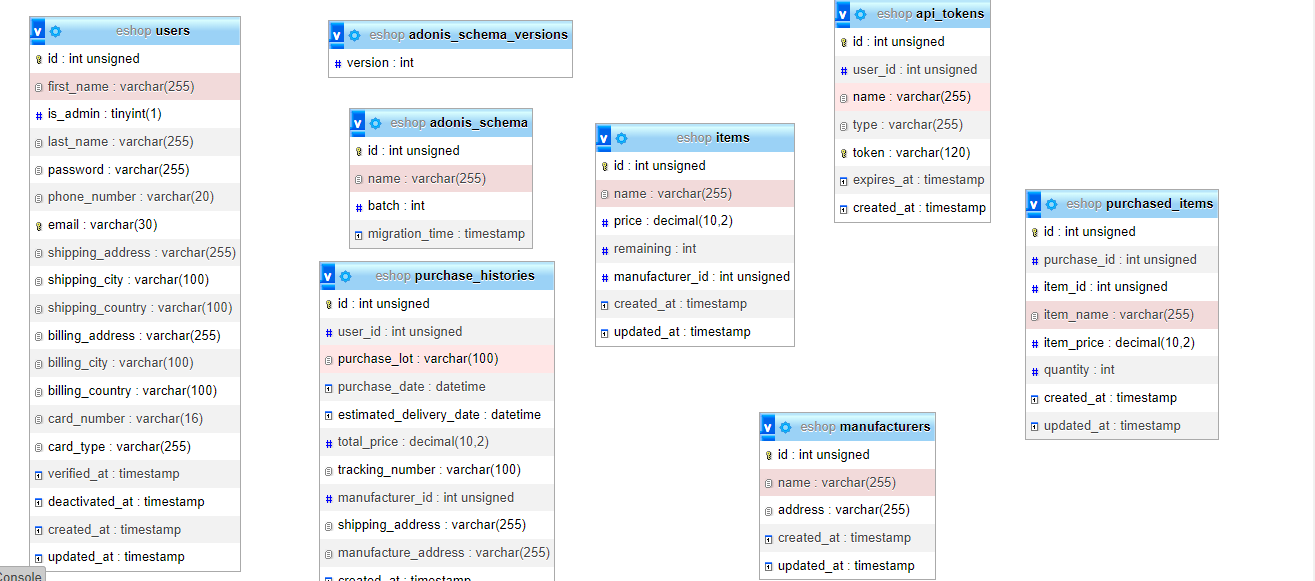 eshop users
id : int unsigned
first_name : varchar(255)
is_admin : tinyint(1)
last_name : varchar(255)
password : varchar(255)
phone_number : varchar(20)
email : varchar(30)
shipping_address : varchar(255)
shipping_city : varchar(100)
shipping_country : varchar(100)
billing_address : varchar(255)
billing_city : varchar(100)
billing_country : varchar(100)
card_number : varchar(16)
card_type : varchar(255)
verified_at : timestamp
deactivated_at : timestamp
created_at : timestamp
updated_at : timestamp
Console
eshop adonis_schema_versions
version : int
eshop adonis_schema
id : int unsigned
name : varchar(255)
batch : int
migration_time : timestamp
eshop purchase_histories
id : int unsigned
user_id : int unsigned
purchase_lot : varchar(100)
purchase_date : datetime
estimated_delivery_date : datetime
total_price : decimal(10,2)
tracking_number : varchar(100)
manufacturer_id : int unsigned
shipping_address : varchar(255)
manufacture_address : varchar(255)
created_at : timestamp
eshop items
id : int unsigned
name : varchar(255)
price : decimal(10,2)
remaining : int
manufacturer_id : int unsigned
created_at : timestamp
updated_at : timestamp
eshop api_tokens
id : int unsigned
user_id : int unsigned
name : varchar(255)
type : varchar(255)
token : varchar(120)
expires_at : timestamp
created_at : timestamp
eshop manufacturers
id : int unsigned
name : varchar(255)
address : varchar(255)
created_at : timestamp
updated_at : timestamp
eshop purchased_items
id : int unsigned
purchase_id : int unsigned
item_id : int unsigned
item_name : varchar(255)
item_price : decimal(10,2)
quantity : int
created_at : timestamp
updated_at : timestamp